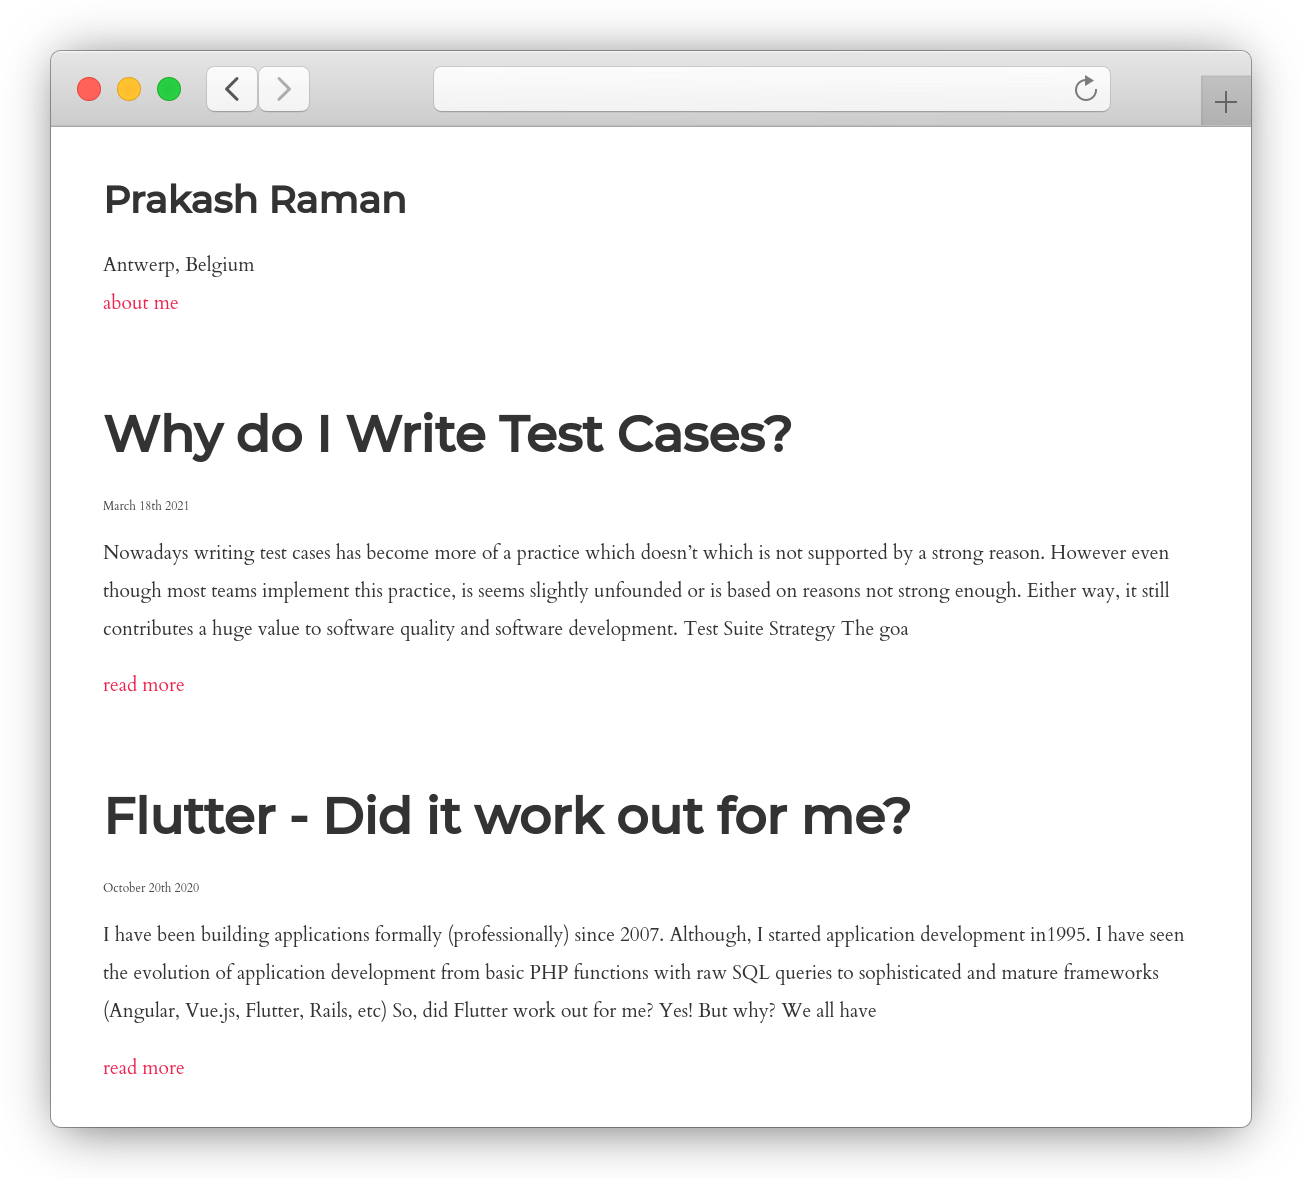 Prakash Raman
Antwerp, Belgium
about me
Why do I Write Test Cases?
March 18th 2021
Nowadays writing test cases has become more of a practice which doesn’t which is not supported by a strong reason. However even
though most teams implement this practice, is seems slightly unfounded or is based on reasons not strong enough. Either way, it still
contributes a huge value to software quality and software development. Test Suite Strategy The goa
read more
Flutter - Did it work out for me?
October 20th 2020
I have been building applications formally (professionally) since 2007. Although, I started application development in1995. I have seen
the evolution of application development from basic PHP functions with raw SQL queries to sophisticated and mature frameworks
(Angular, Vue.js, Flutter, Rails, etc) So, did Flutter work out for me? Yes! But why? We all have
read more